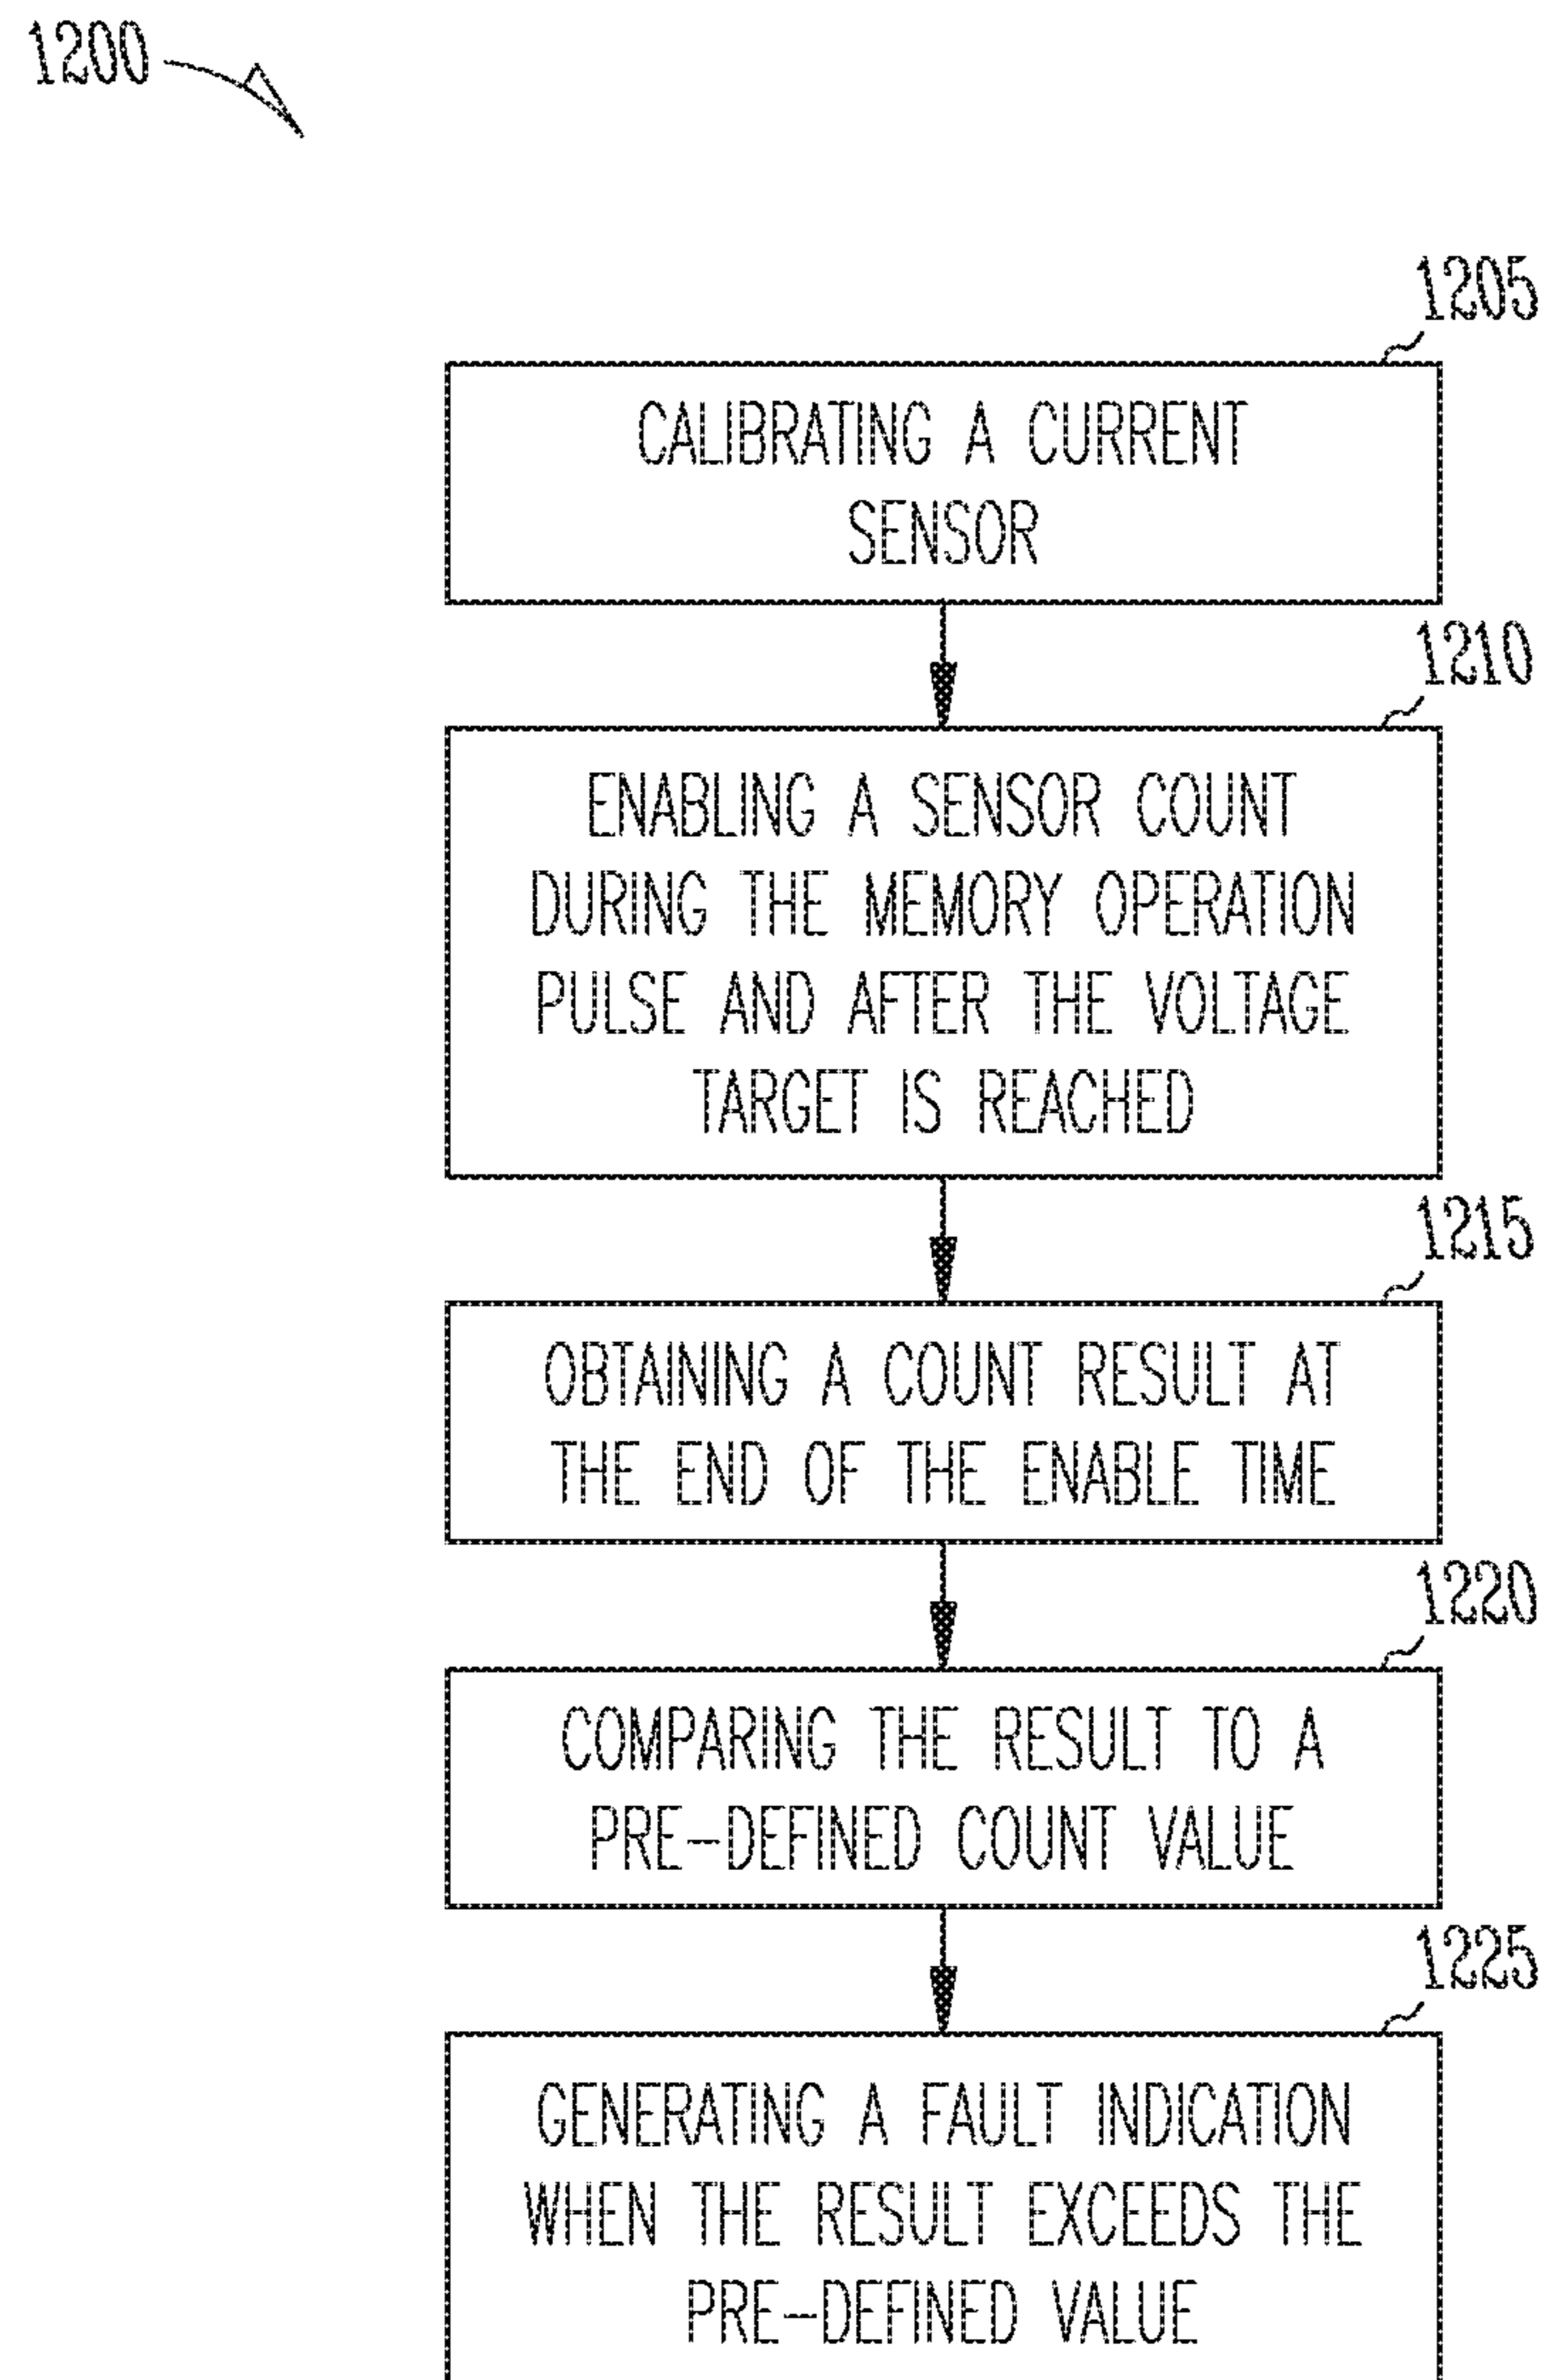 1200
1205
CALIBRATING A CURRENT
SENSOR
1210
ENABLING A SENSOR COUNT
DURING THE MEMORY OPERATION
PULSE AND AFTER THE VOLTAGE
TARGET IS REACHED
1215
OBTAINING A COUNT RESULT AT
THE END OF THE ENABLE TIME
1220
COMPARING THE RESULT TO A
PRE-DEFINED COUNT VALUE
1225
GENERATING A FAULT INDICATION
WHEN THE RESULT EXCEEDS THE
PRE-DEFINED VALUE